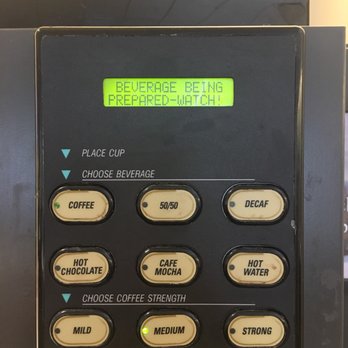 BEVERAGE BEING
PREPARED-WATCH!
PLACE CUP
CHOOSE BEVERAGE
COFFEE
50/50
DECAF
HOT
CHOCOLATE
CAFE
MOCHA
HOT
WATER
CHOOSE COFFEE STRENGTH
MILD
MEDIUM
STRONG